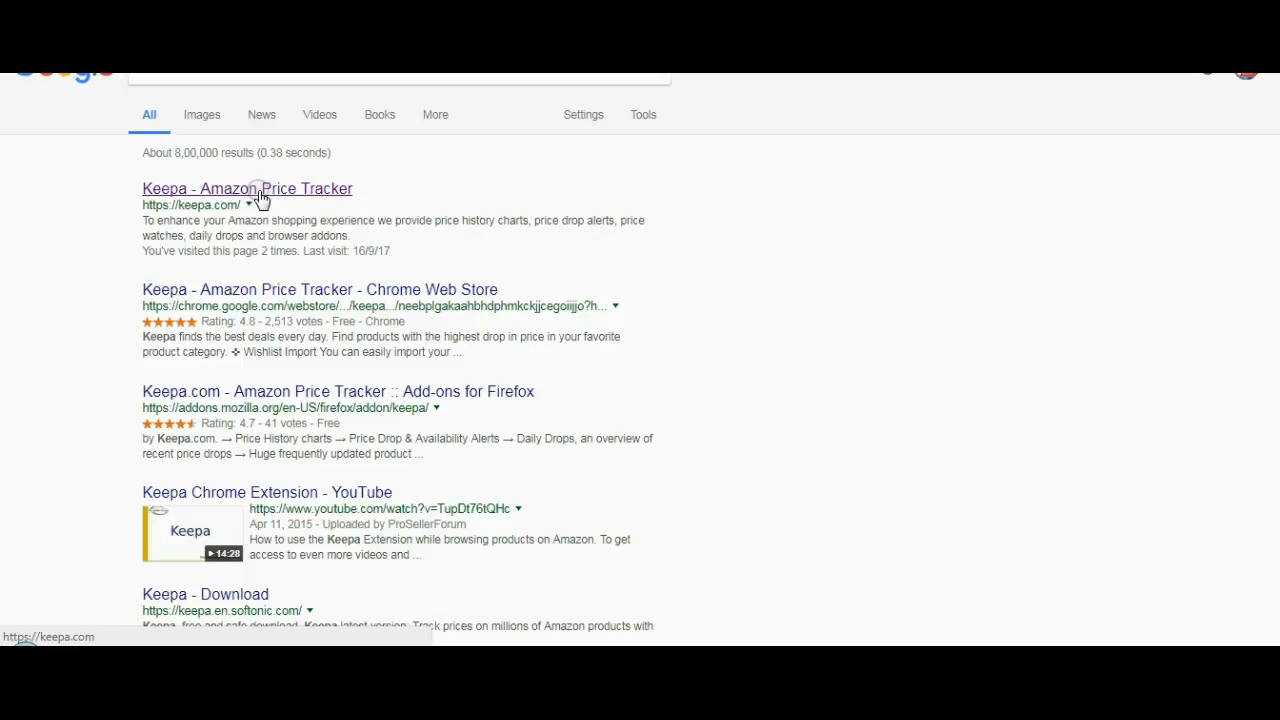 Google
All Images News Videos Books More Settings Tools
About 8,00,000 results (0.38 seconds)
Keepa - Amazon Price Tracker
https://keepa.com/
To enhance your Amazon shopping experience we provide price history charts, price drop alerts, price
watches, daily drops and browser addons.
You've visited this page 2 times. Last visit: 16/9/17
Keepa - Amazon Price Tracker - Chrome Web Store
https://chrome.google.com/webstore/.../keepa.../neebplgakaahbhdphmkckjjcegoiijjo?h...
Rating: 4.8 - 2,513 votes - Free - Chrome
Keepa finds the best deals every day. Find products with the highest drop in price in your favorite
product category. ✜ Wishlist Import You can easily import your ...
Keepa.com - Amazon Price Tracker :: Add-ons for Firefox
https://addons.mozilla.org/en-US/firefox/addon/keepa/
Rating: 4.7 - 41 votes - Free
by Keepa.com. → Price History charts → Price Drop & Availability Alerts → Daily Drops, an overview of
recent price drops → Huge frequently updated product ...
Keepa Chrome Extension - YouTube
https://www.youtube.com/watch?v=TupDt76tQHc
Apr 11, 2015 - Uploaded by ProSellerForum
Keepa
14:28
How to use the Keepa Extension while browsing products on Amazon. To get
access to even more videos and ...
Keepa - Download
https://keepa.en.softonic.com/
Keepa, free and safe download. Keepa latest version: Track prices on millions of Amazon products with
https://keepa.com